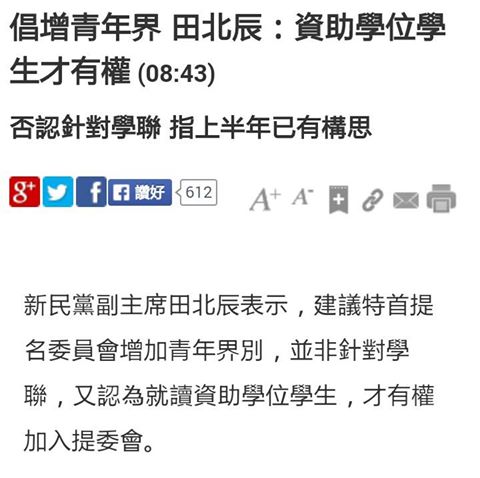 倡增青年界 田北辰：資助學位學
生才有權 (08:43)
否認針對學聯 指上半年已有構思
g+ f 讚好 612 A+ A-
新民黨副主席田北辰表示，建議特首提
名委員會增加青年界別，並非針對學
聯，又認為就讀資助學位學生，才有權
加入提委會。